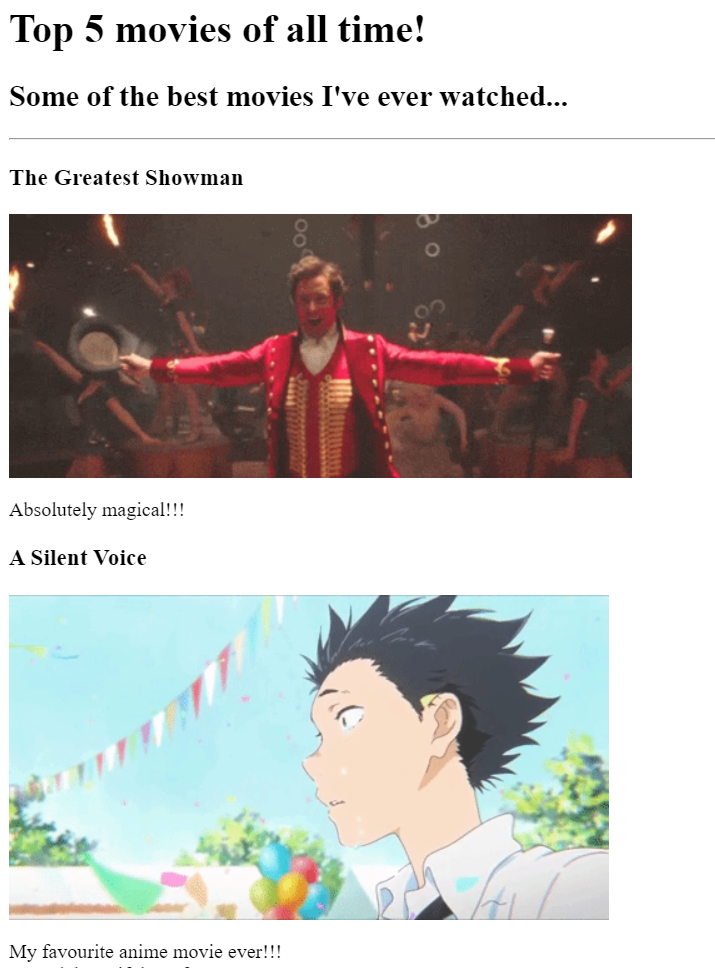 Top 5 movies of all time!
Some of the best movies I've ever watched...
The Greatest Showman
Absolutely magical!!!
A Silent Voice
My favourite anime movie ever!!!